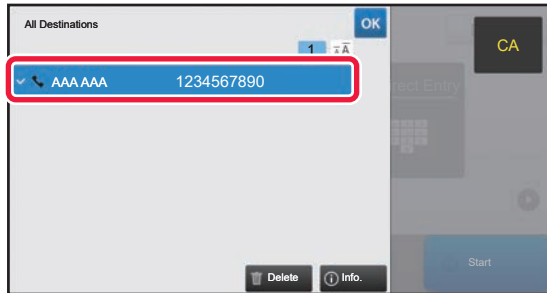 All Destinations
OK
1
CA
AAA AAA 1234567890
Direct Entry
Delete
Info.
Start